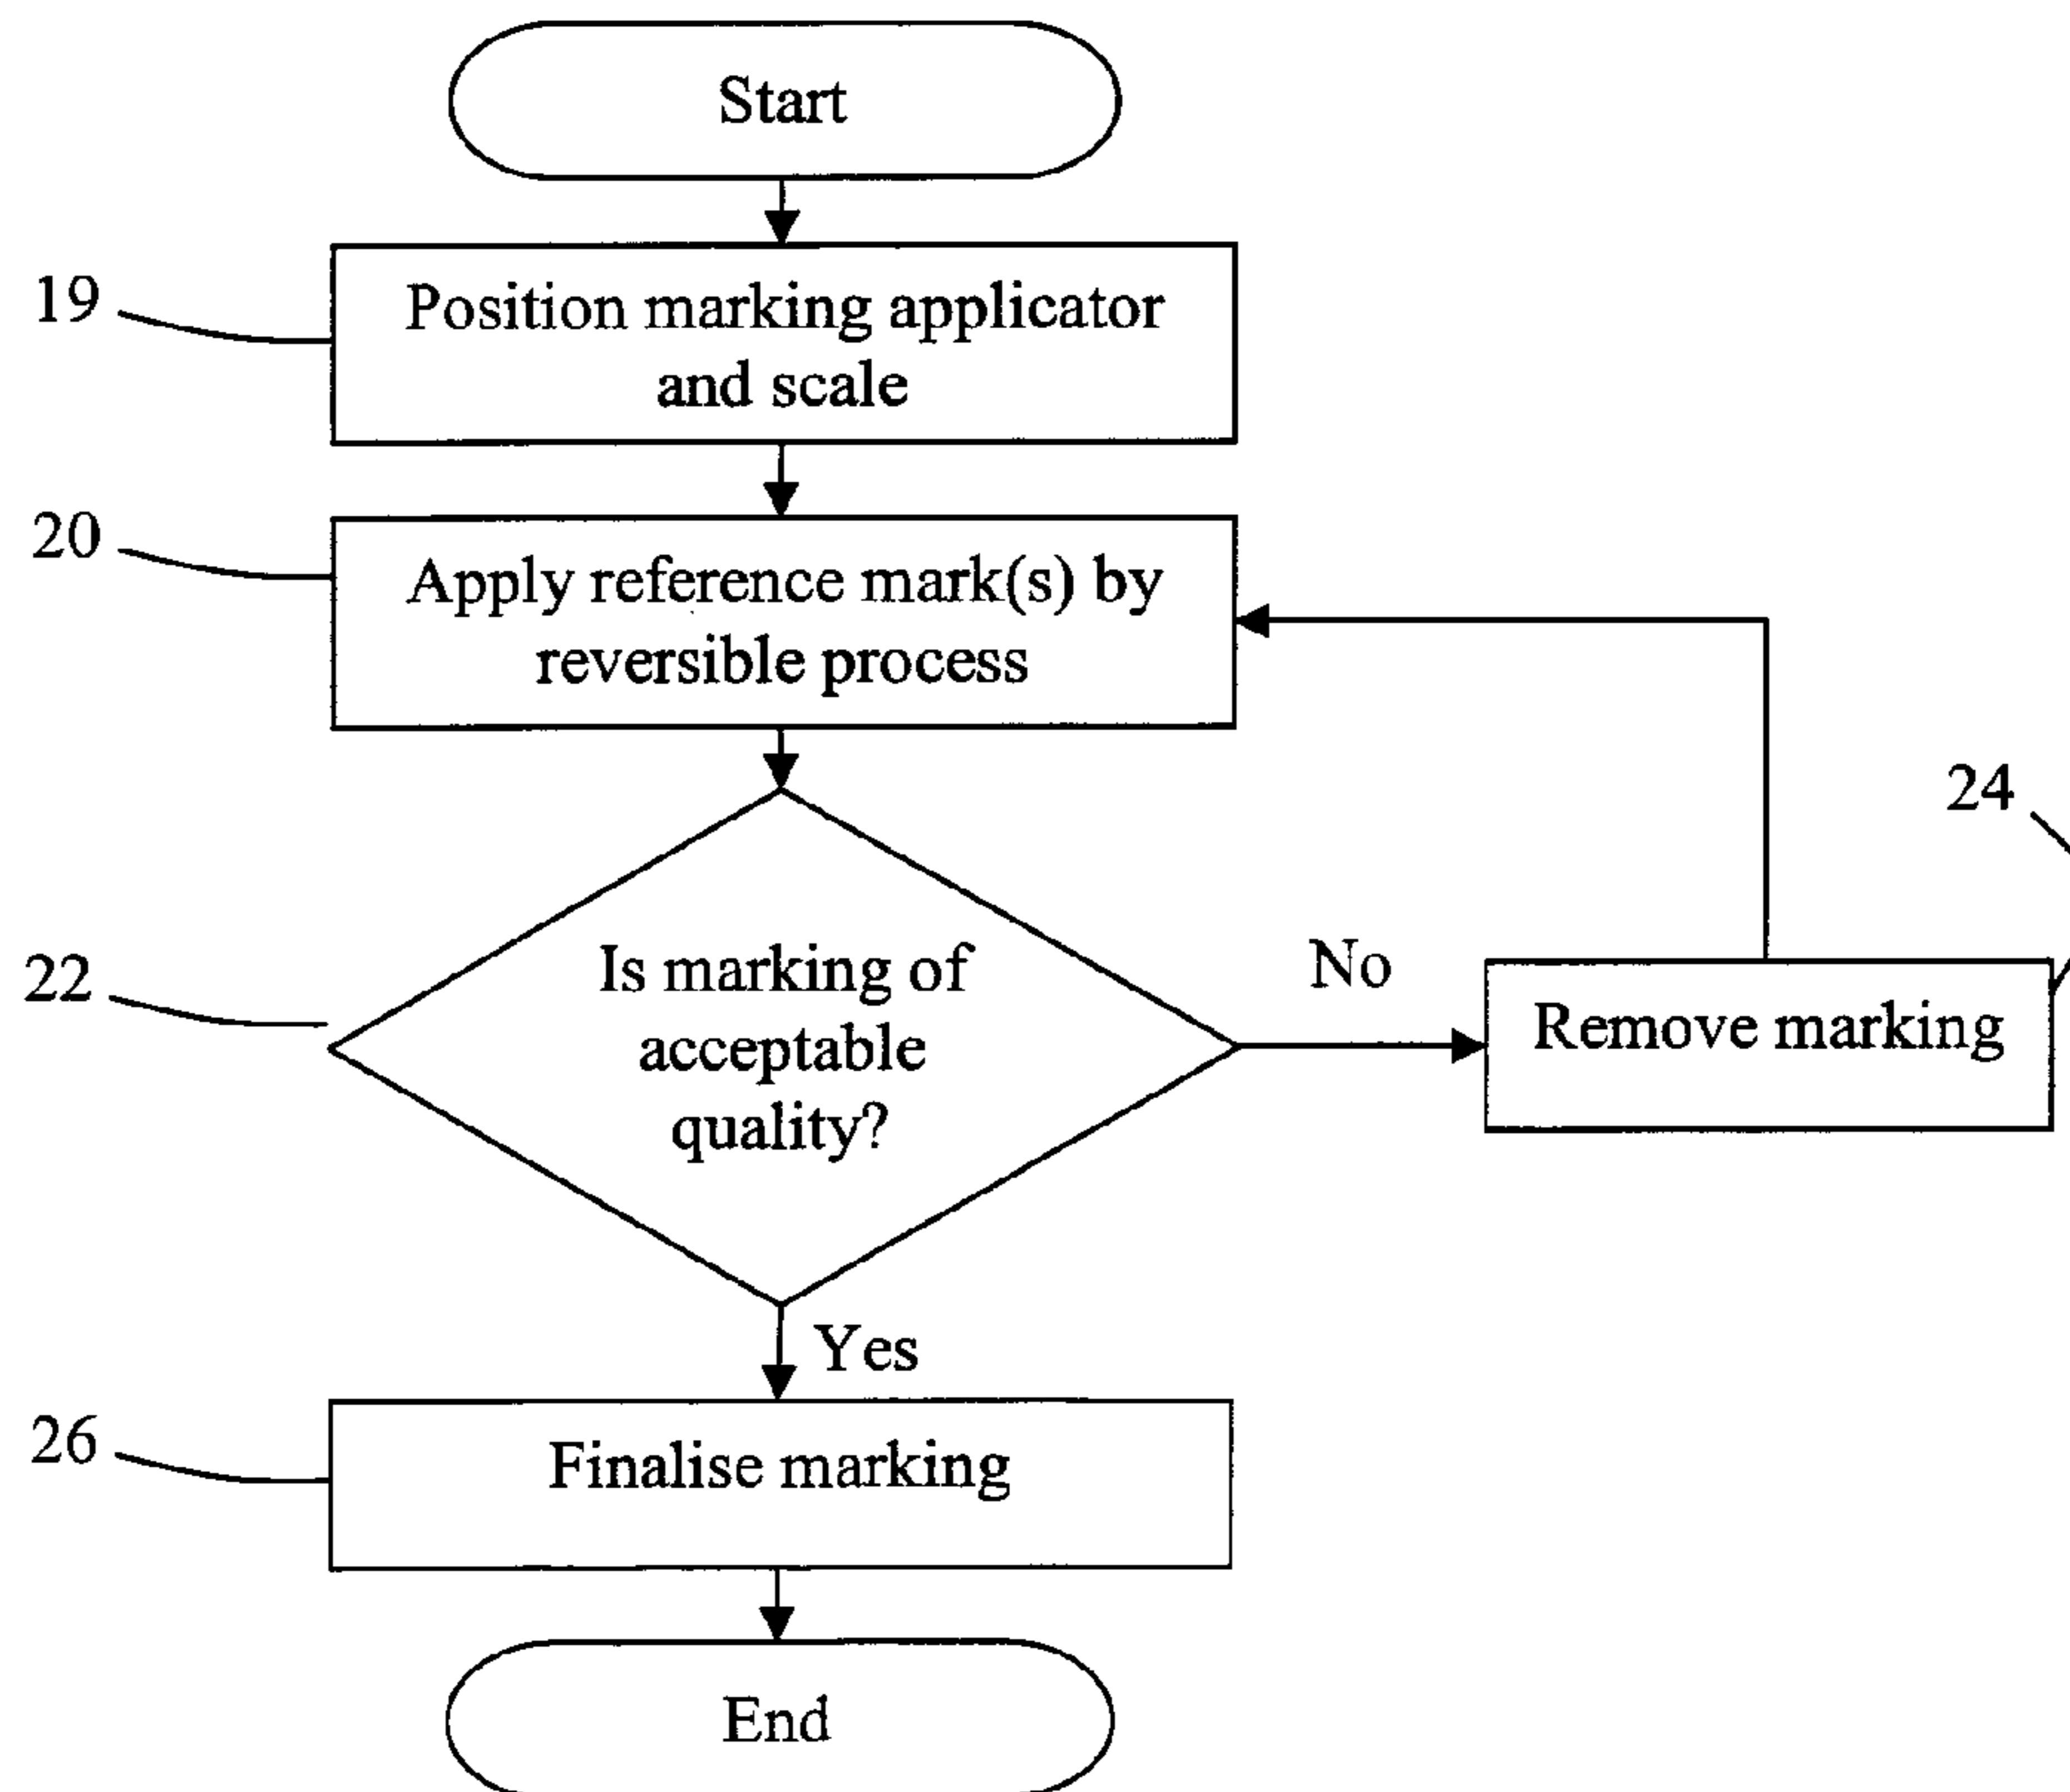 Start
19
Position marking applicator
and scale
20
Apply reference mark(s) by
reversible process
24
22
Is marking of
acceptable
quality?
No
Remove marking
Yes
26
Finalise marking
End